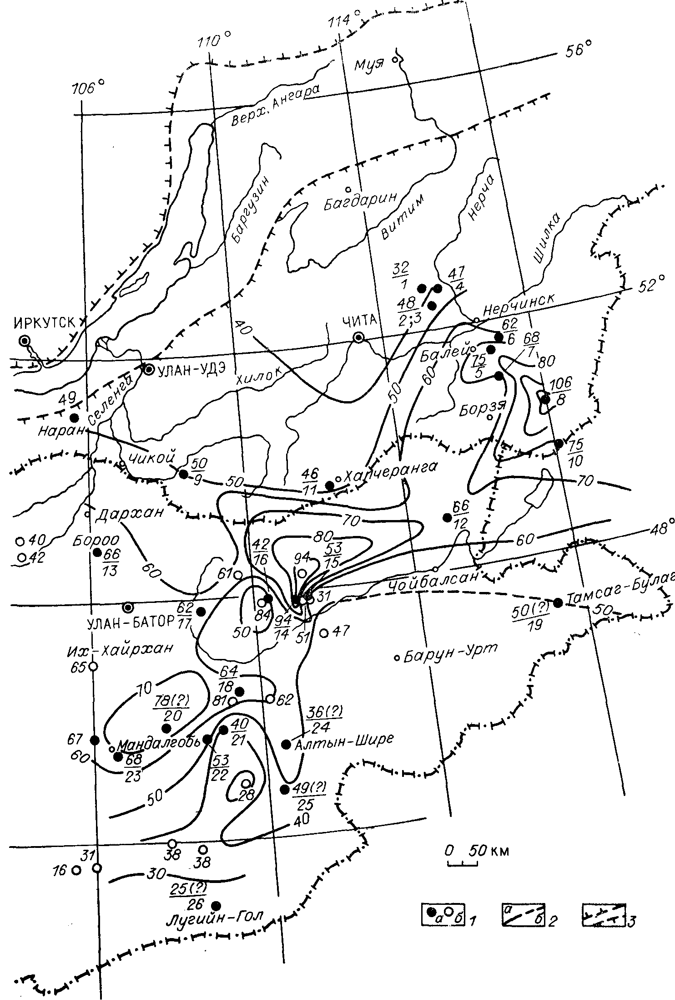 114°
110°
56°
Муя
106°
Верх. Ангара
Баргузин
Багдарин
Витим
Нерча
Шилка
32
1
47
4
52°
48
2;3
Нерчинск
ИРКУТСК
40
ЧИТА
62
6
68
7
Балей
75
5
80
УЛАН-УДЭ
Хилок
60
50
106
8
Селенга
49
Борзя
Наран
75
10
Чикой
50
9
50
46
11
Хапчеранга
70
Дархан
66
12
70
48°
40
42
Бороо
66
13
60
42
16
80
94
53
15
60
61
Чойбалсан
Тамсаг-Булаг
31
УЛАН-БАТОР
62
17
84
50
94
14
51
47
50(?)
19
50
Их-Хайрхан
65
Барун-Урт
64
18
70
81
62
78(?)
20
36(?)
24
40
21
67
Мандалгобь
Алтын-Шире
60
68
23
53
22
50
28
49(?)
25
40
0 50 км
31
38
38
16
30
25(?)
26
Лугийн-Гол
а б 1
а б 2
3